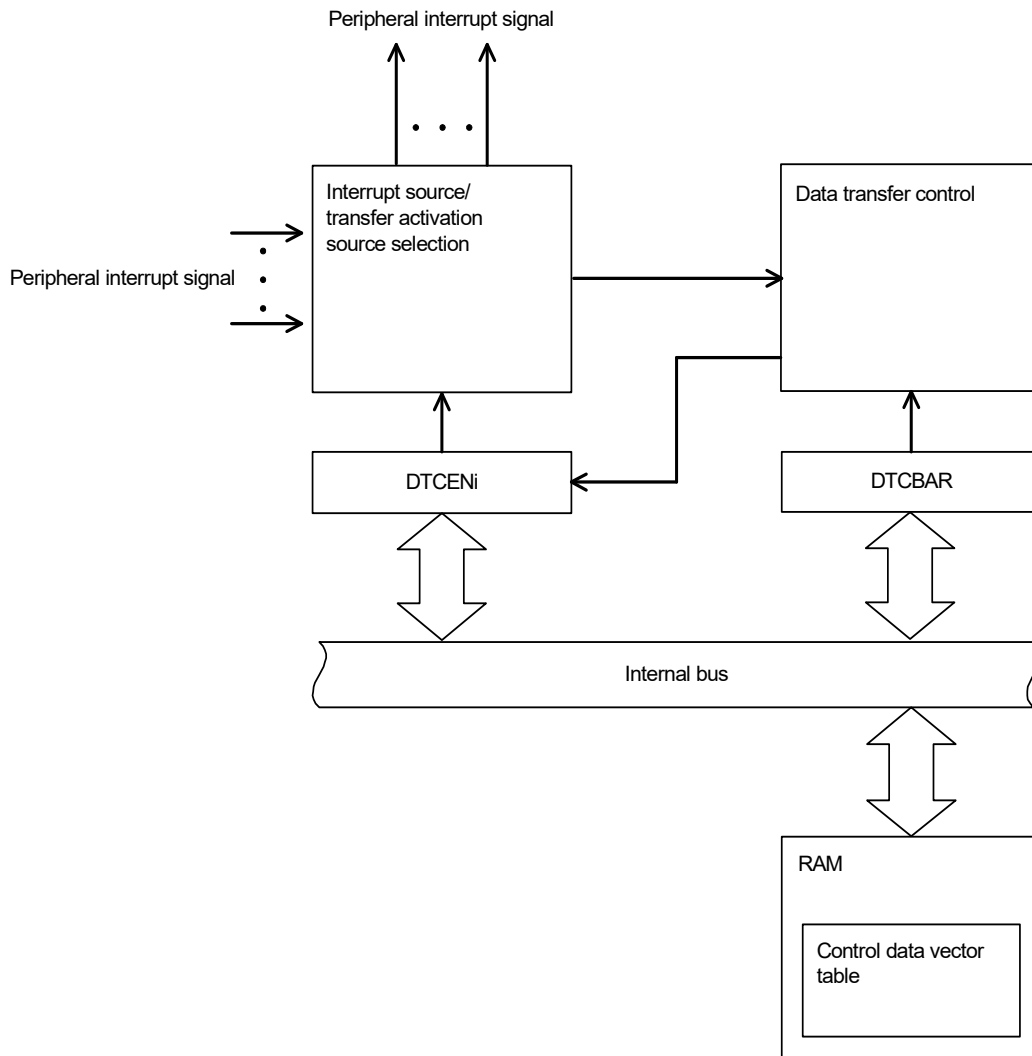 Peripheral interrupt signal
Interrupt source/
transfer activation
source selection
Data transfer control
Peripheral interrupt signal
DTCENi
DTCBAR
Internal bus
RAM
Control data vector
table